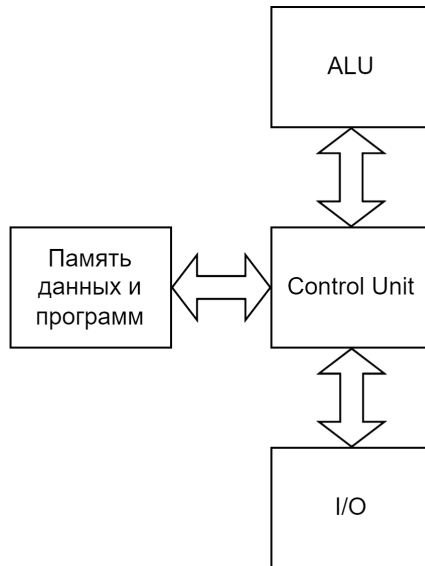 ALU
Память
данных и
программ
Control Unit
I/O